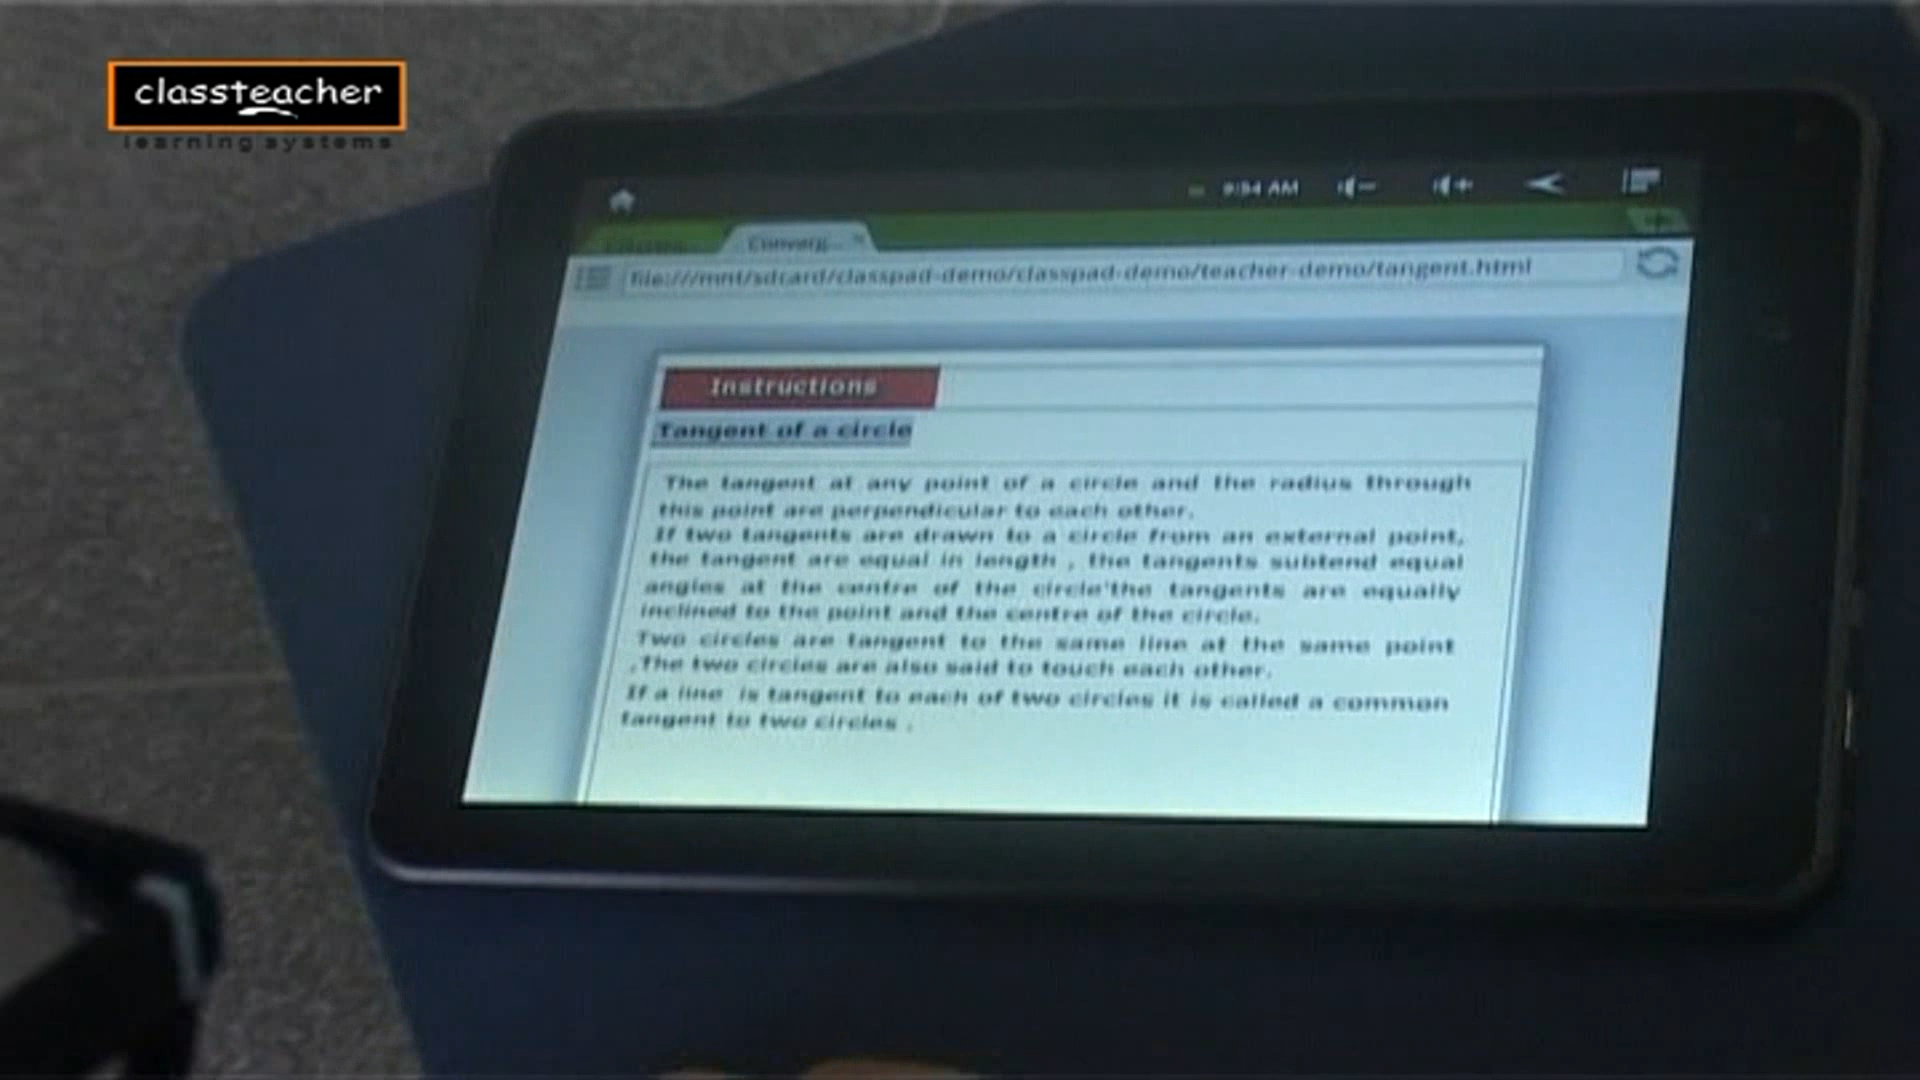 classteacher
learning systems
9:54 AM
Converg...
file:///mnt/sdcard/classpad-demo/classpad-demo/teacher-demo/tangent.html
Instructions
Tangent of a circle
The tangent at any point of a circle and the radius through
this point are perpendicular to each other.
If two tangents are drawn to a circle from an external point,
the tangent are equal in length , the tangents subtend equal
angles at the centre of the circle'the tangents are equally
inclined to the point and the centre of the circle.
Two circles are tangent to the same line at the same point
.The two circles are also said to touch each other.
If a line is tangent to each of two circles it is called a common
tangent to two circles .